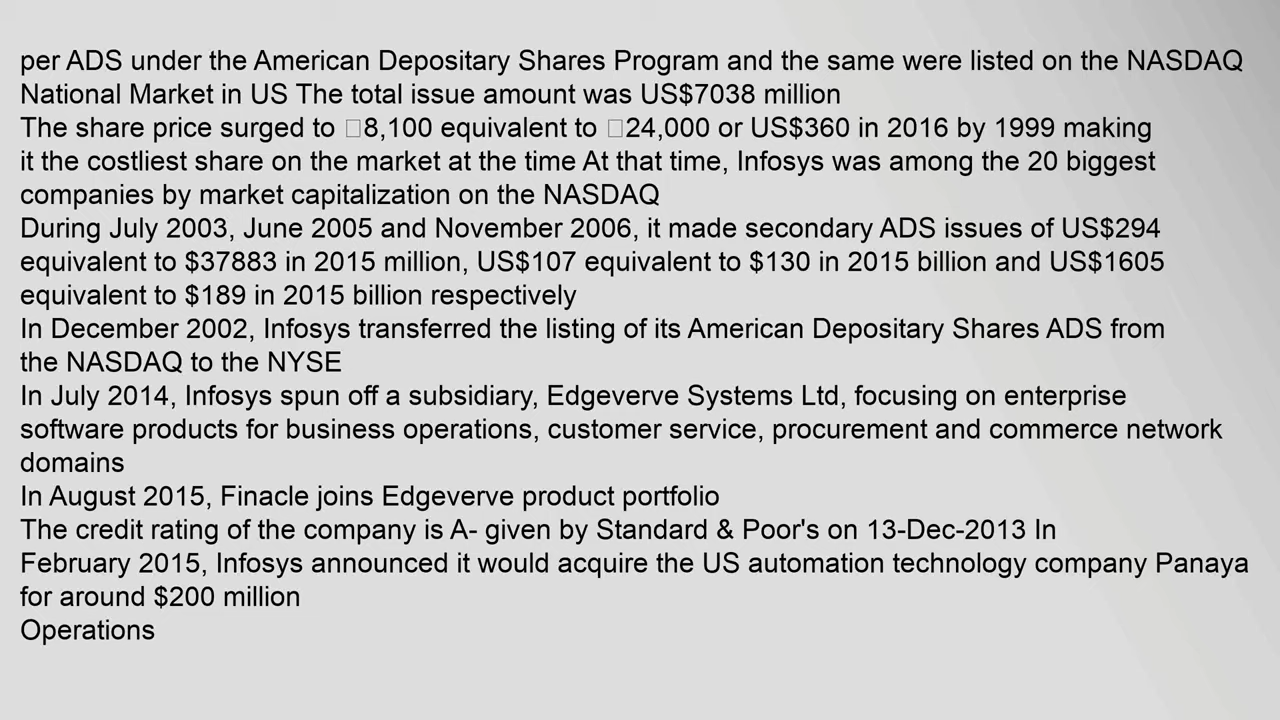 per ADS under the American Depositary Shares Program and the same were listed on the NASDAQ
National Market in US The total issue amount was US$7038 million
The share price surged to □8,100 equivalent to □24,000 or US$360 in 2016 by 1999 making
it the costliest share on the market at the time At that time, Infosys was among the 20 biggest
companies by market capitalization on the NASDAQ
During July 2003, June 2005 and November 2006, it made secondary ADS issues of US$294
equivalent to $37883 in 2015 million, US$107 equivalent to $130 in 2015 billion and US$1605
equivalent to $189 in 2015 billion respectively
In December 2002, Infosys transferred the listing of its American Depositary Shares ADS from
the NASDAQ to the NYSE
In July 2014, Infosys spun off a subsidiary, Edgeverve Systems Ltd, focusing on enterprise
software products for business operations, customer service, procurement and commerce network
domains
In August 2015, Finacle joins Edgeverve product portfolio
The credit rating of the company is A- given by Standard & Poor's on 13-Dec-2013 In
February 2015, Infosys announced it would acquire the US automation technology company Panaya
for around $200 million
Operations